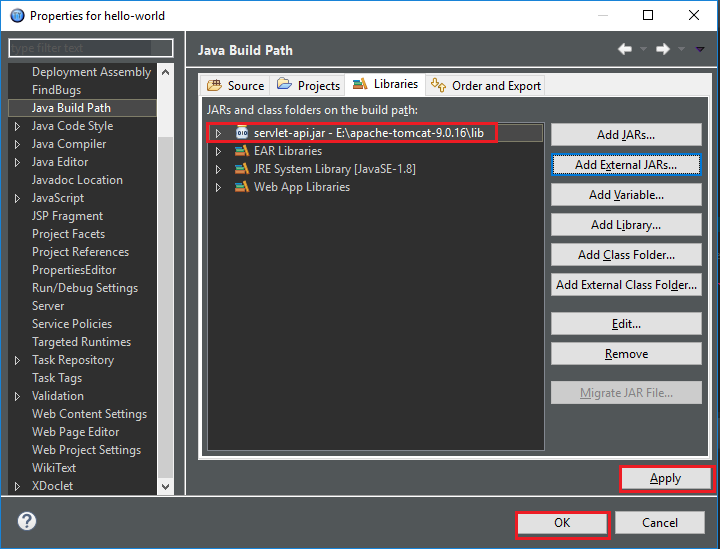 Properties for hello-world
type filter text
Deployment Assembly
FindBugs
Java Build Path
Java Code Style
Java Compiler
Java Editor
Javadoc Location
JavaScript
JSP Fragment
Project Facets
Project References
PropertiesEditor
Run/Debug Settings
Server
Service Policies
Targeted Runtimes
Task Repository
Task Tags
Validation
Web Content Settings
Web Page Editor
Web Project Settings
WikiText
XDoclet
Java Build Path
Source Projects Libraries Order and Export
JARs and class folders on the build path:
servlet-api.jar - E:\apache-tomcat-9.0.16\lib
EAR Libraries
JRE System Library [JavaSE-1.8]
Web App Libraries
Add JARs...
Add External JARs...
Add Variable...
Add Library...
Add Class Folder...
Add External Class Folder...
Edit...
Remove
Migrate JAR File...
Apply
OK Cancel